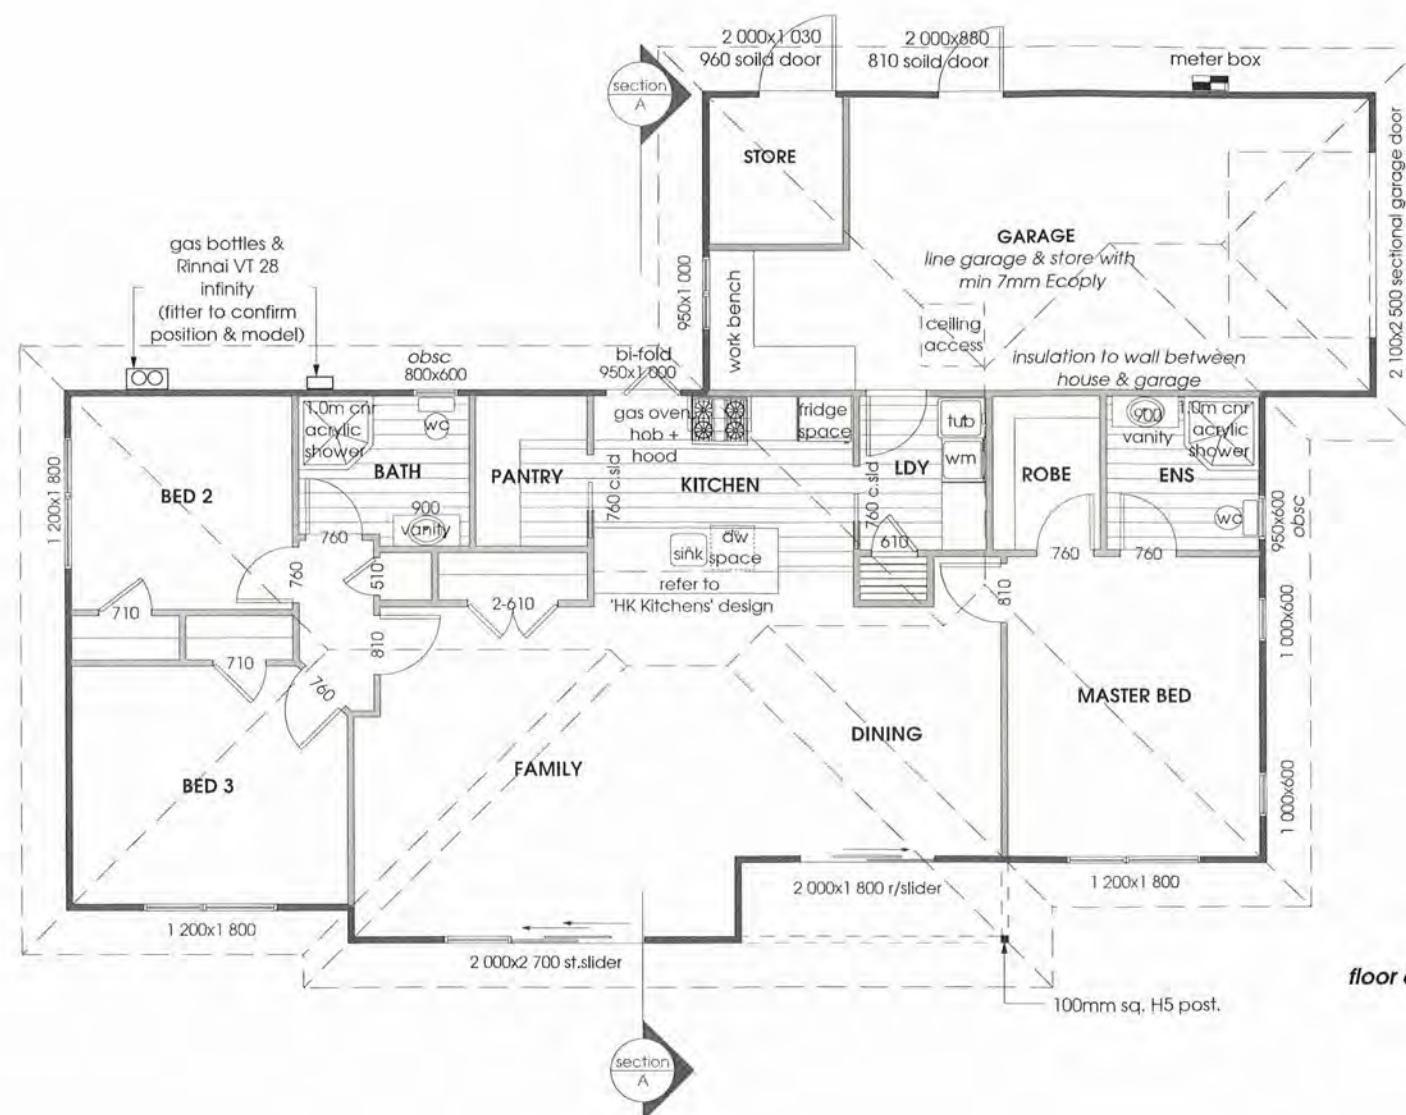 2 000x1 030
960 soild door
2 000x880
810 soild door
meter box
section
A
STORE
2 100x2 500 sectional garage door
GARAGE
line garage & store with
min 7mm Ecoply
950x1 000
work bench
ceiling
access
insulation to wall between
house & garage
gas bottles &
Rinnai VT 28
infinity
(fitter to confirm
position & model)
obsc
800x600
bi-fold
950x1 000
1.0m cnr
acrylic
shower
wc
BATH
900
vanity
PANTRY
760 c.sld
gas oven
hob +
hood
KITCHEN
fridge
space
760 c.sld
LDY
tub
wm
ROBE
900
vanity
1.0m cnr
acrylic
shower
ENS
wc
950x600
obsc
1 200x1 800
BED 2
760
760
510
2-610
sink
dw
space
refer to
'HK Kitchens' design
610
760
760
810
710
710
760
810
1 000x600
MASTER BED
DINING
FAMILY
BED 3
1 000x600
2 000x1 800 r/slider
1 200x1 800
1 200x1 800
2 000x2 700 st.slider
floor
100mm sq. H5 post.
section
A